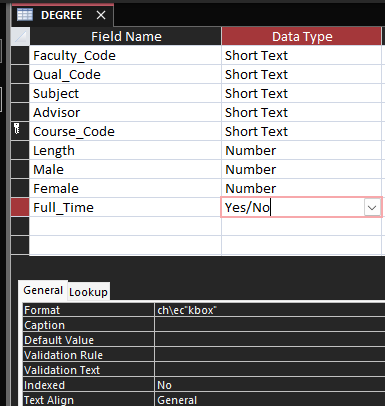 DEGREE
Field Name Data Type
Faculty_Code Short Text
Qual_Code Short Text
Subject Short Text
Advisor Short Text
Course_Code Short Text
Length Number
Male Number
Female Number
Full_Time Yes/No
General Lookup
Format ch\ec"kbox"
Caption
Default Value
Validation Rule
Validation Text
Indexed No
Text Align General